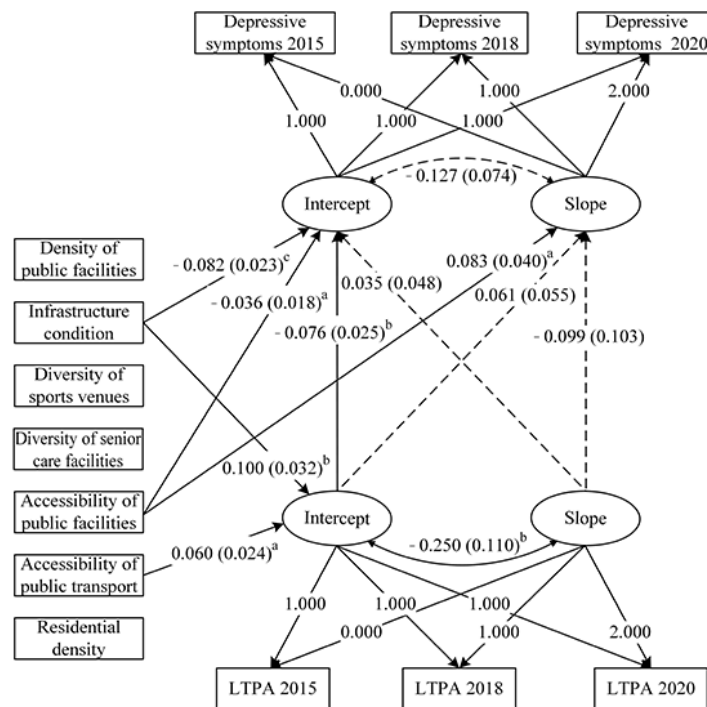 Depressive
symptoms 2015
Depressive
symptoms 2018
Depressive
symptoms 2020
0.000
1.000
1.000
1.000
1.000
2.000
- 0.127 (0.074)
Intercept
Slope
Density of
public facilities
- 0.082 (0.023)c
0.035 (0.048)
0.083 (0.040)a
- 0.036 (0.018)a
0.061 (0.055)
Infrastructure
condition
- 0.076 (0.025)b
- 0.099 (0.103)
Diversity of
sports venues
Diversity of senior
care facilities
0.100 (0.032)b
Accessibility of
public facilities
Intercept
Slope
- 0.250 (0.110)b
0.060 (0.024)a
Accessibility of
public transport
1.000
1.000
1.000
0.000
1.000
2.000
Residential
density
LTPA 2015
LTPA 2018
LTPA 2020